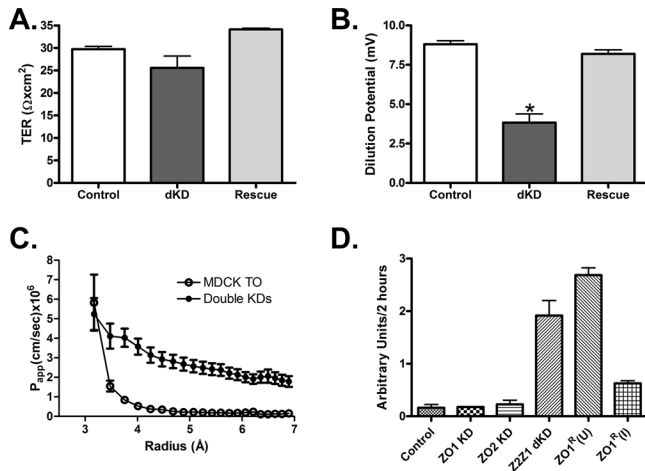 A.
TER (Ωxcm²)
35
30
25
20
15
10
5
0
Control
dKD
Rescue
B.
Dilution Potential (mV)
10.0
7.5
5.0
2.5
0.0
*
Control
dKD
Rescue
C.
Papp(cm/sec)x10⁶
8
7
6
5
4
3
2
1
0
MDCK TO
Double KDs
3
4
5
6
7
Radius (Å)
D.
Arbitrary Units/2 hours
3
2
1
0
Control
ZO1 KD
ZO2 KD
Z2Z1 dKD
ZO1ᴿ (U)
ZO1ᴿ (I)